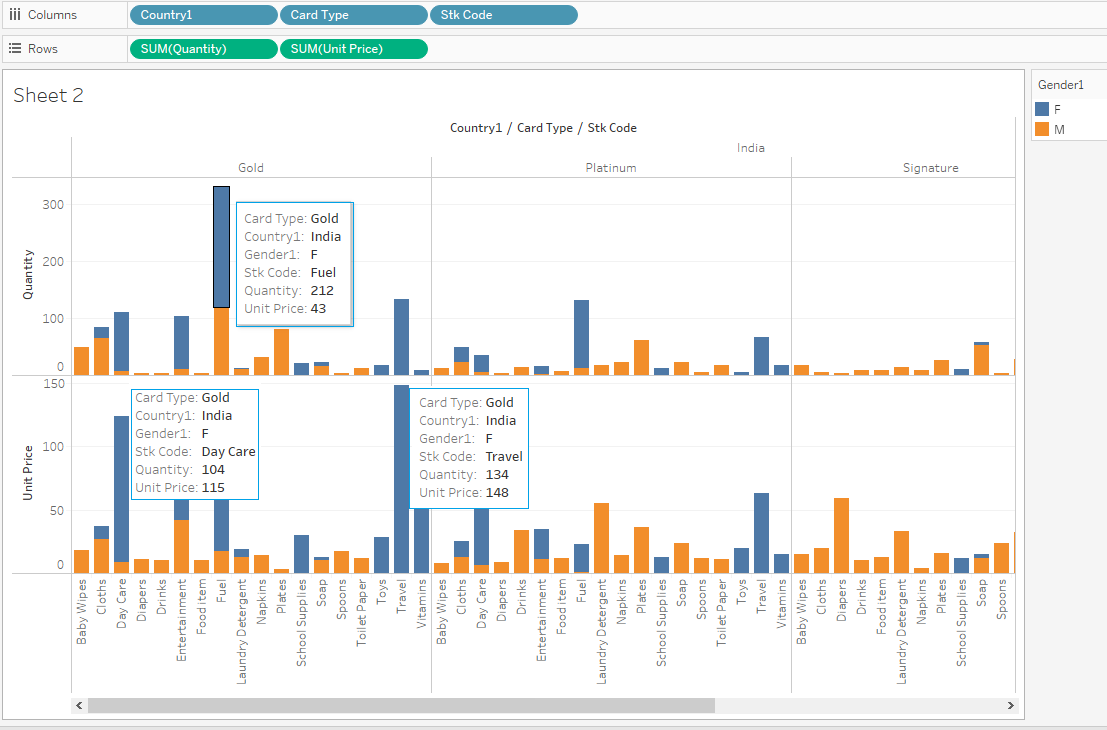 Columns
Country1
Card Type
Stk Code
Rows
SUM(Quantity)
SUM(Unit Price)
Sheet 2
Gender1
F
M
Country1 / Card Type / Stk Code
India
Gold
Platinum
Signature
Quantity
300
200
100
0
Card Type: Gold
Country1: India
Gender1: F
Stk Code: Fuel
Quantity: 212
Unit Price: 43
Unit Price
150
100
50
0
Card Type: Gold
Country1: India
Gender1: F
Stk Code: Day Care
Quantity: 104
Unit Price: 115
Card Type: Gold
Country1: India
Gender1: F
Stk Code: Travel
Quantity: 134
Unit Price: 148
Baby Wipes
Cloths
Day Care
Diapers
Drinks
Entertainment
Food item
Fuel
Laundry Detergent
Napkins
Plates
School Supplies
Soap
Spoons
Toilet Paper
Toys
Travel
Vitamins
Baby Wipes
Cloths
Day Care
Diapers
Drinks
Entertainment
Food item
Fuel
Laundry Detergent
Napkins
Plates
School Supplies
Soap
Spoons
Toilet Paper
Toys
Travel
Vitamins
Baby Wipes
Cloths
Diapers
Drinks
Food item
Laundry Detergent
Napkins
Plates
School Supplies
Soap
Spoons